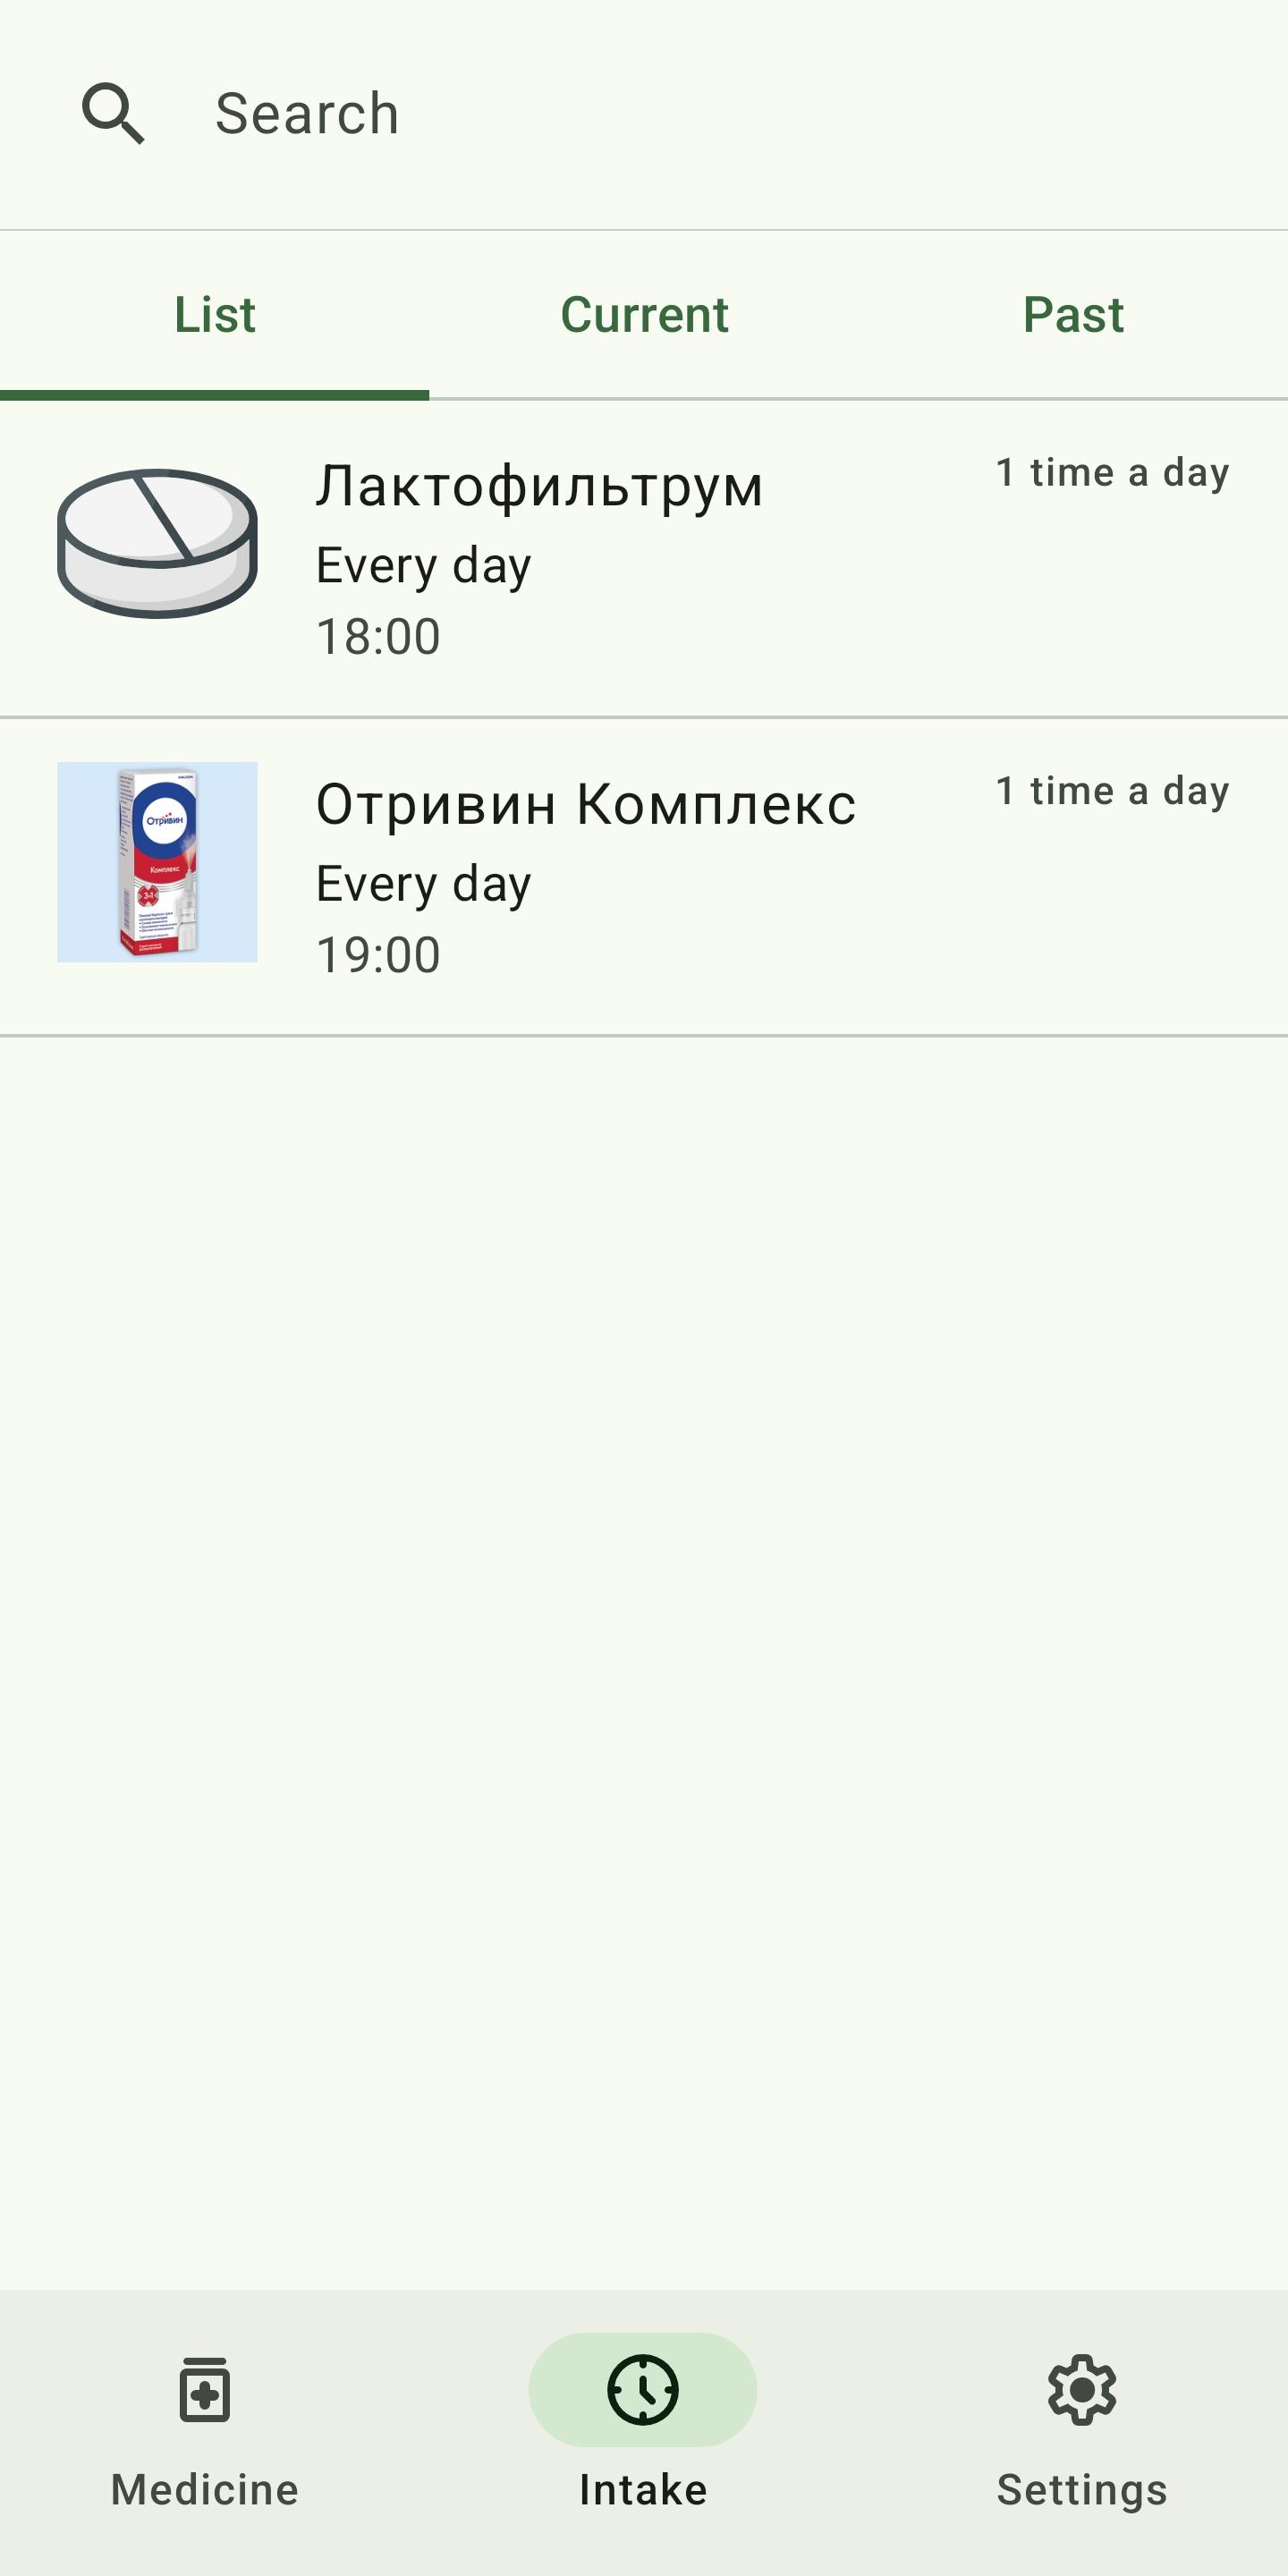 Search
List
Current
Past
Лактофильтрум
1 time a day
Every day
18:00
Отривин Комплекс
1 time a day
Every day
19:00
Отривин
Комплекс
Medicine
Intake
Settings